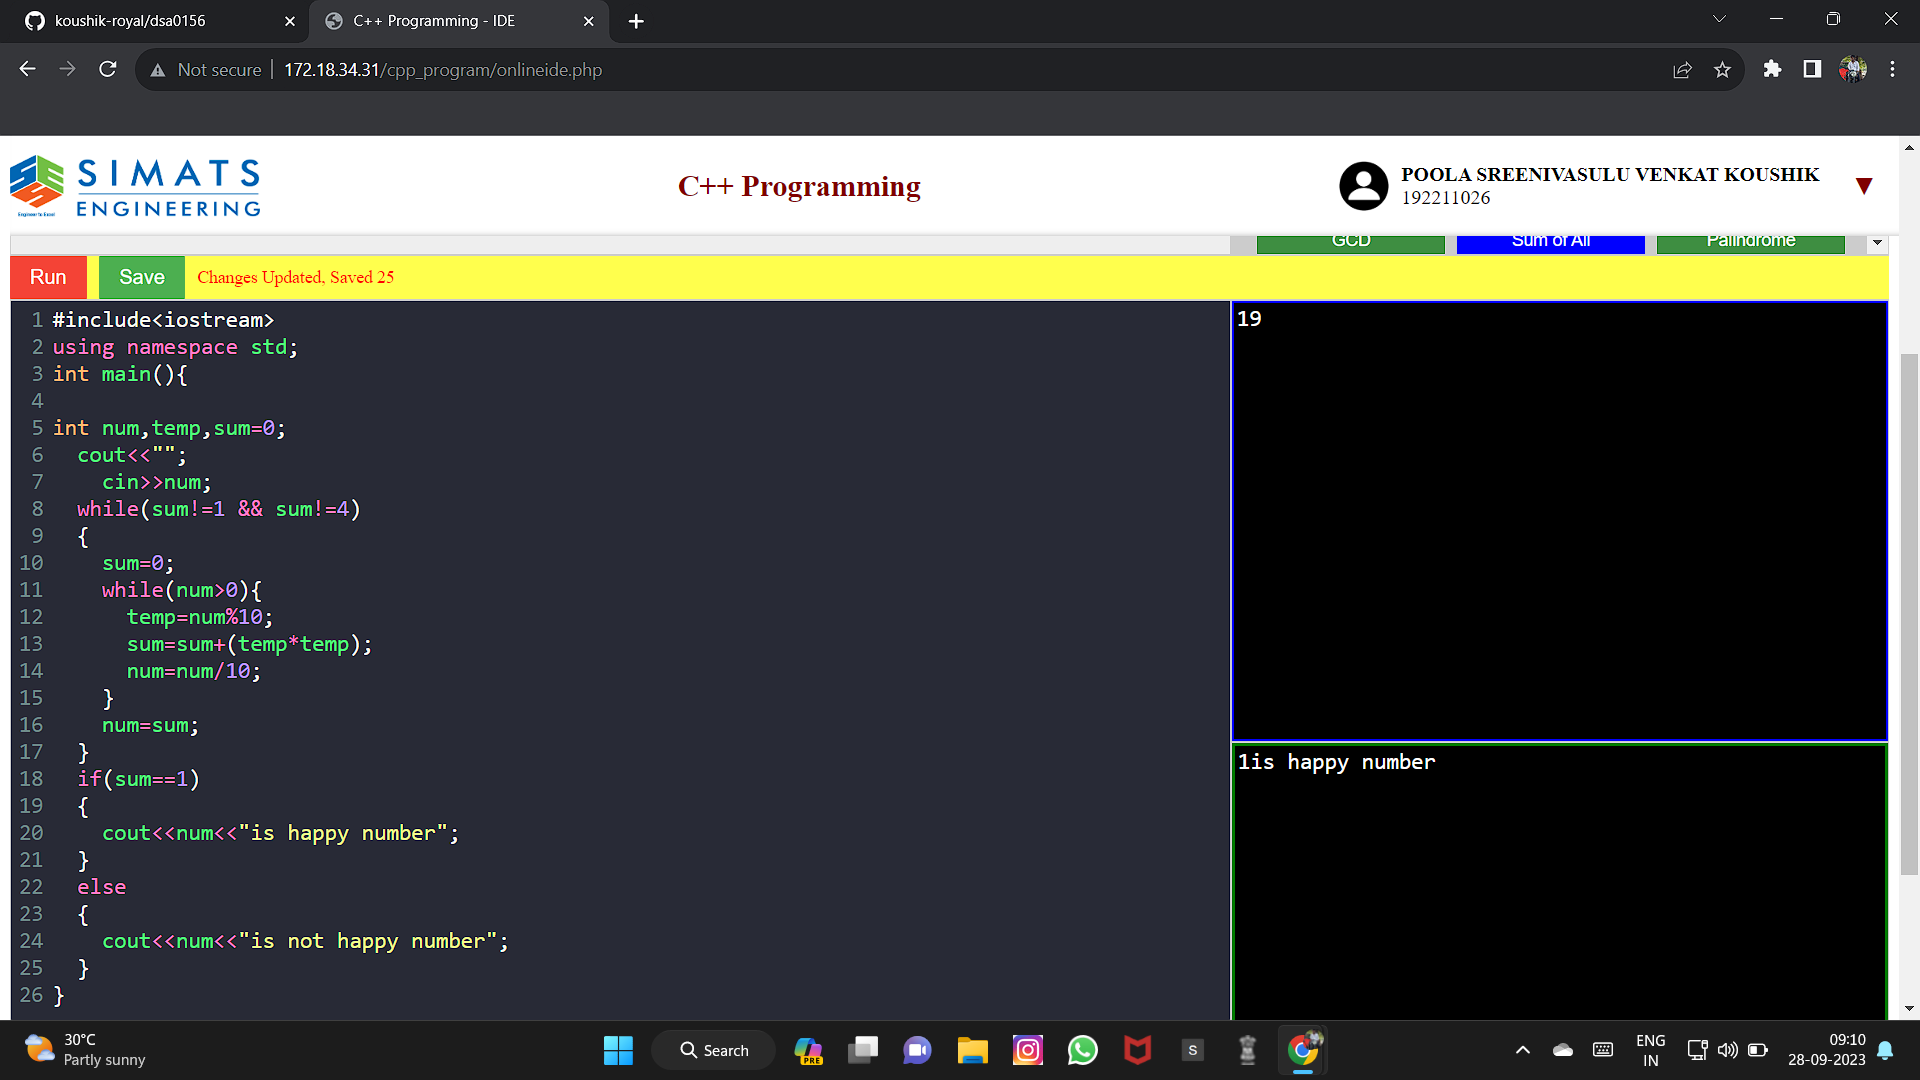 koushik-royal/dsa0156
C++ Programming - IDE
Not secure
172.18.34.31/cpp_program/onlineide.php
SIMATS
ENGINEERING
Engineer to Excel
C++ Programming
POOLA SREENIVASULU VENKAT KOUSHIK
192211026
GCD
Sum of All
Palindrome
Run
Save
Changes Updated, Saved 25
1 #include<iostream>
2 using namespace std;
3 int main(){
4
5 int num,temp,sum=0;
6 cout<<"";
7 cin>>num;
8 while(sum!=1 && sum!=4)
9 {
10 sum=0;
11 while(num>0){
12 temp=num%10;
13 sum=sum+(temp*temp);
14 num=num/10;
15 }
16 num=sum;
17 }
18 if(sum==1)
19 {
20 cout<<num<<"is happy number";
21 }
22 else
23 {
24 cout<<num<<"is not happy number";
25 }
26 }
19
1is happy number
30°C
Partly sunny
Search
PRE
S
ENG
IN
09:10
28-09-2023